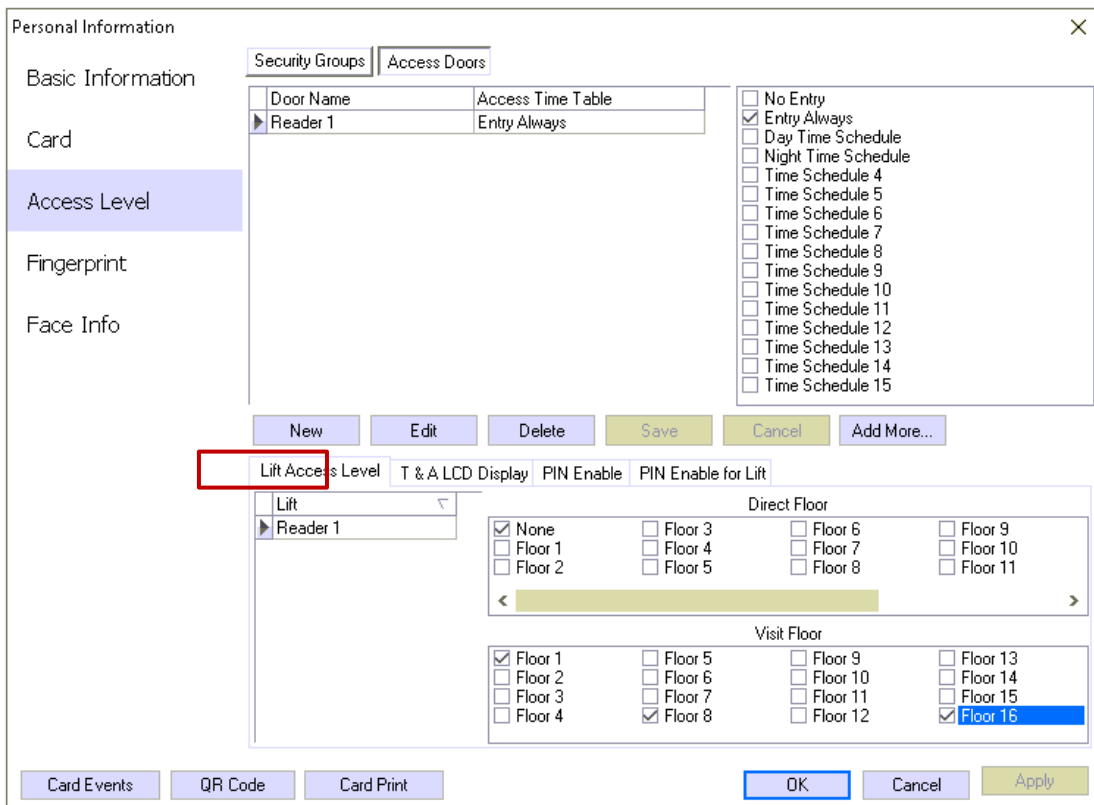 Personal Information
Basic Information
Card
Access Level
Fingerprint
Face Info
Security Groups Access Doors
Door Name Access Time Table
Reader 1 Entry Always
No Entry
Entry Always
Day Time Schedule
Night Time Schedule
Time Schedule 4
Time Schedule 5
Time Schedule 6
Time Schedule 7
Time Schedule 8
Time Schedule 9
Time Schedule 10
Time Schedule 11
Time Schedule 12
Time Schedule 13
Time Schedule 14
Time Schedule 15
New Edit Delete Save Cancel Add More...
Lift Access Level T & A LCD Display PIN Enable PIN Enable for Lift
Lift
Reader 1
Direct Floor
None Floor 3 Floor 6 Floor 9
Floor 1 Floor 4 Floor 7 Floor 10
Floor 2 Floor 5 Floor 8 Floor 11
Visit Floor
Floor 1 Floor 5 Floor 9 Floor 13
Floor 2 Floor 6 Floor 10 Floor 14
Floor 3 Floor 7 Floor 11 Floor 15
Floor 4 Floor 8 Floor 12 Floor 16
Card Events QR Code Card Print OK Cancel Apply